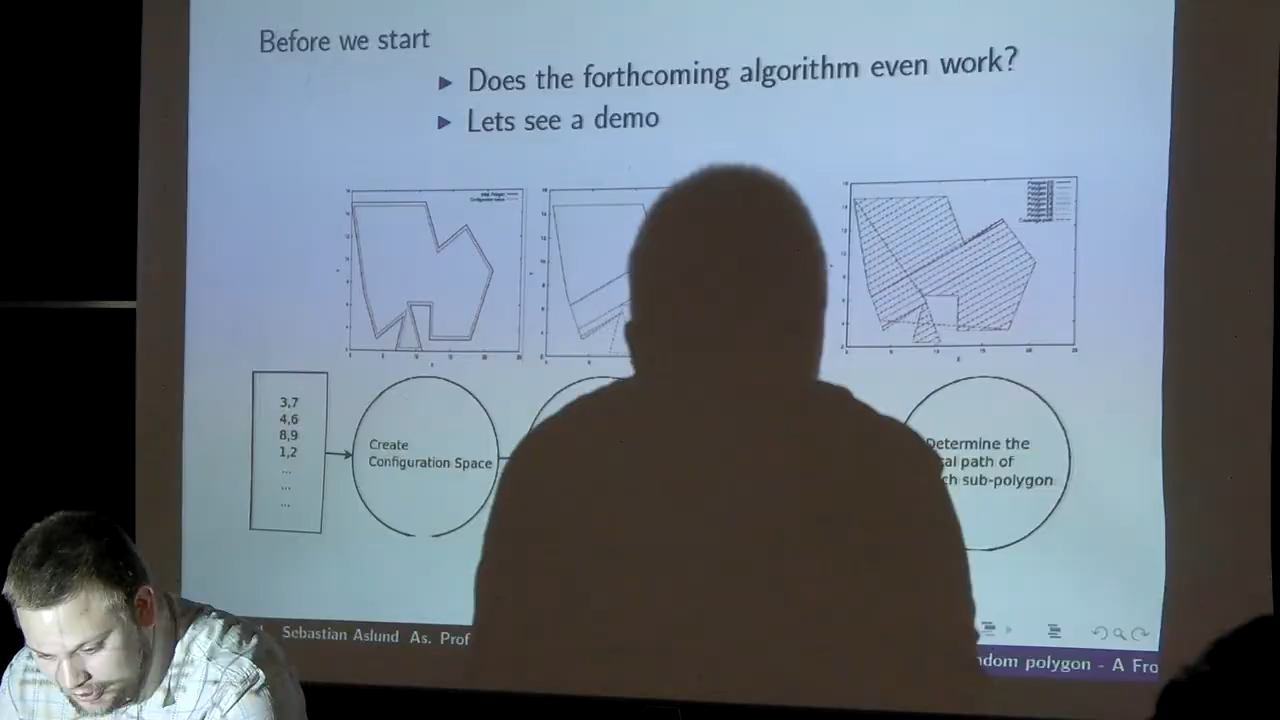 Before we start
Does the forthcoming algorithm even work?
Lets see a demo
3,7
4,6
8,9
1,2
...
...
...
Create
Configuration Space
Determine the
path of
sub-polygon
Sebastian Aslund As. Prof
polygon - A Fro